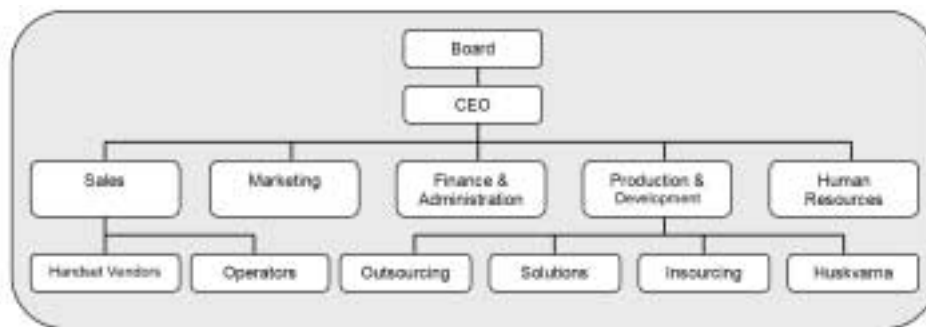 Board
CEO
Sales
Marketing
Finance &
Administration
Production &
Development
Human
Resources
Handset Vendors
Operators
Outsourcing
Solutions
Insourcing
Huskvarna